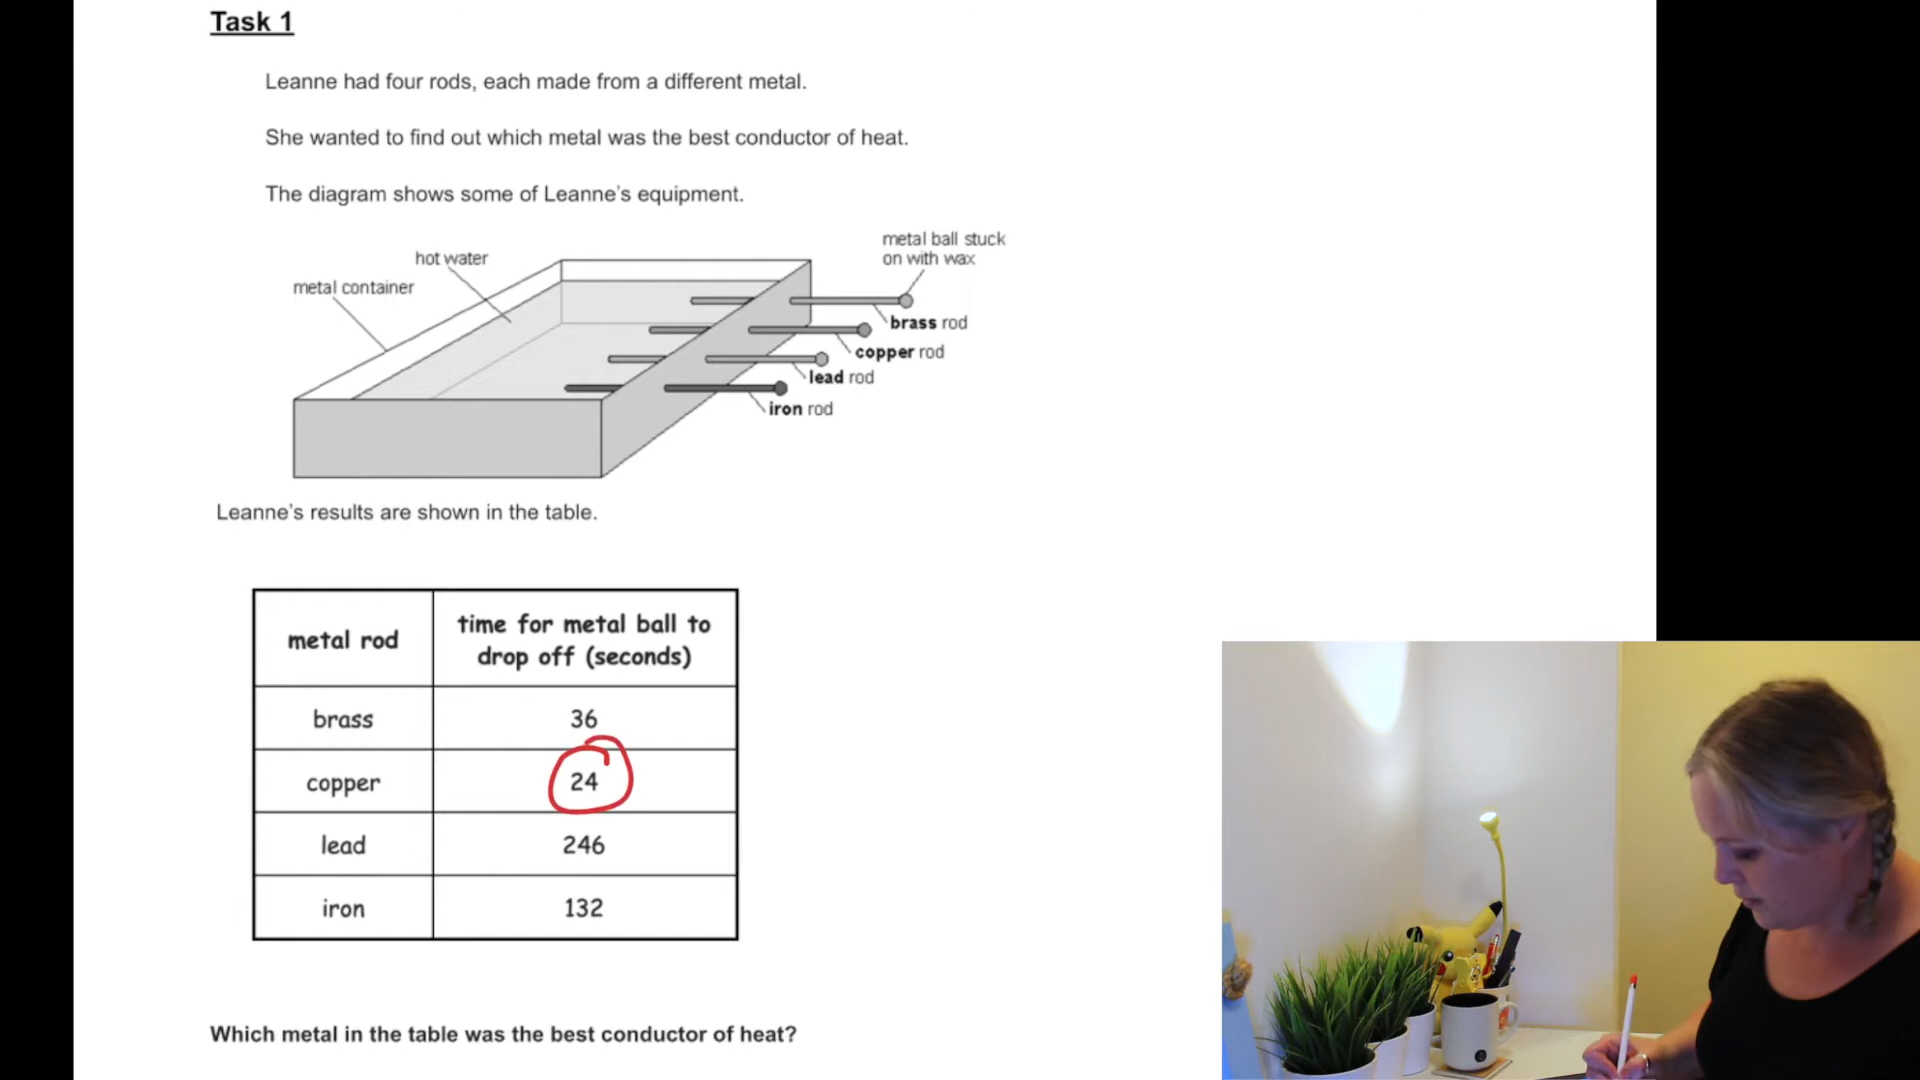 Task 1
Leanne had four rods, each made from a different metal.
She wanted to find out which metal was the best conductor of heat.
The diagram shows some of Leanne's equipment.
metal ball stuck
on with wax
hot water
metal container
brass rod
copper rod
lead rod
iron rod
Leanne's results are shown in the table.
metal rod
time for metal ball to
drop off (seconds)
brass 36
copper 24
lead 246
iron 132
Which metal in the table was the best conductor of heat?